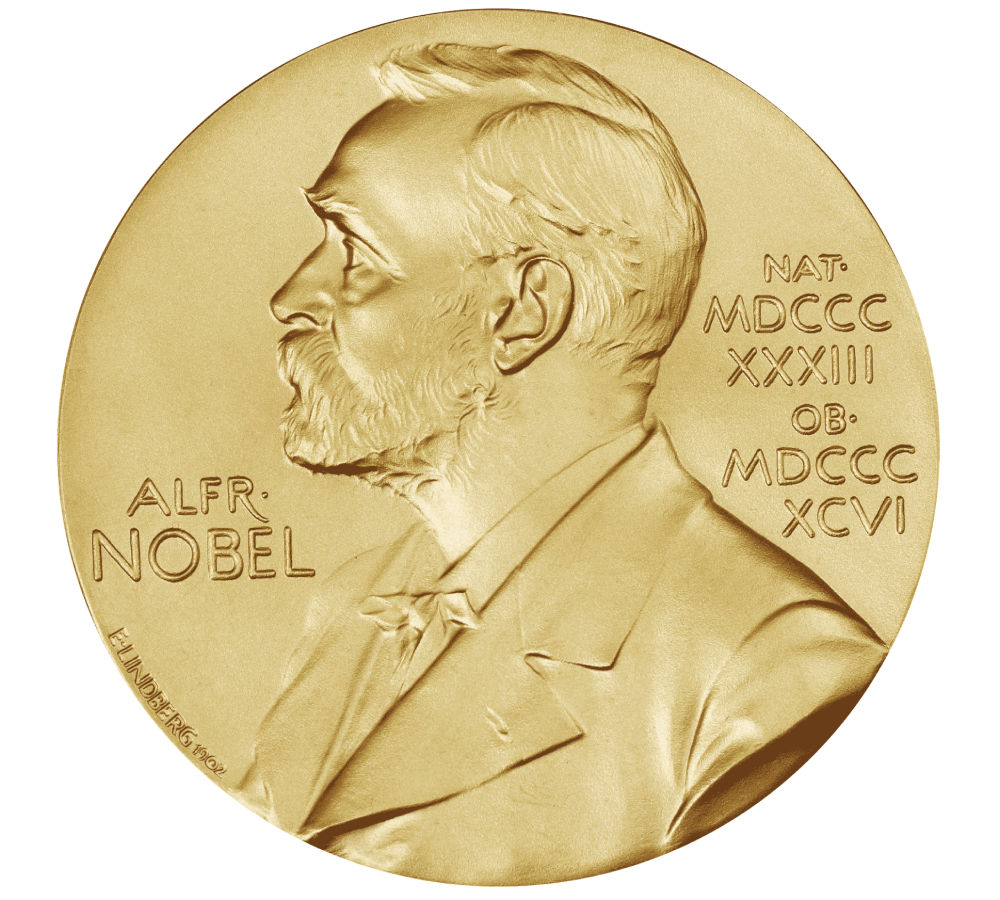 ALFR·
NOBEL
NAT·
MDCCC
XXXIII
OB·
MDCCC
XCVI
E·LINDBERG 1902